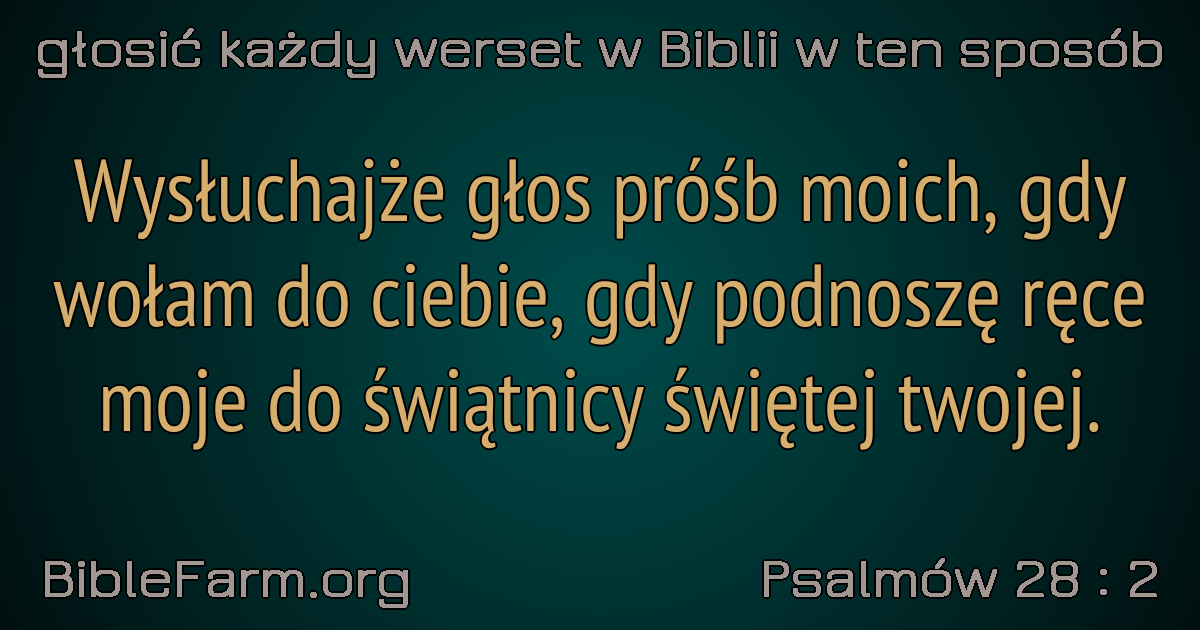 głosić każdy werset w Biblii w ten sposób
Wysłuchajże głos próśb moich, gdy
wołam do ciebie, gdy podnoszę ręce
moje do świątnicy świętej twojej.
BibleFarm.org
Psalmów 28 : 2